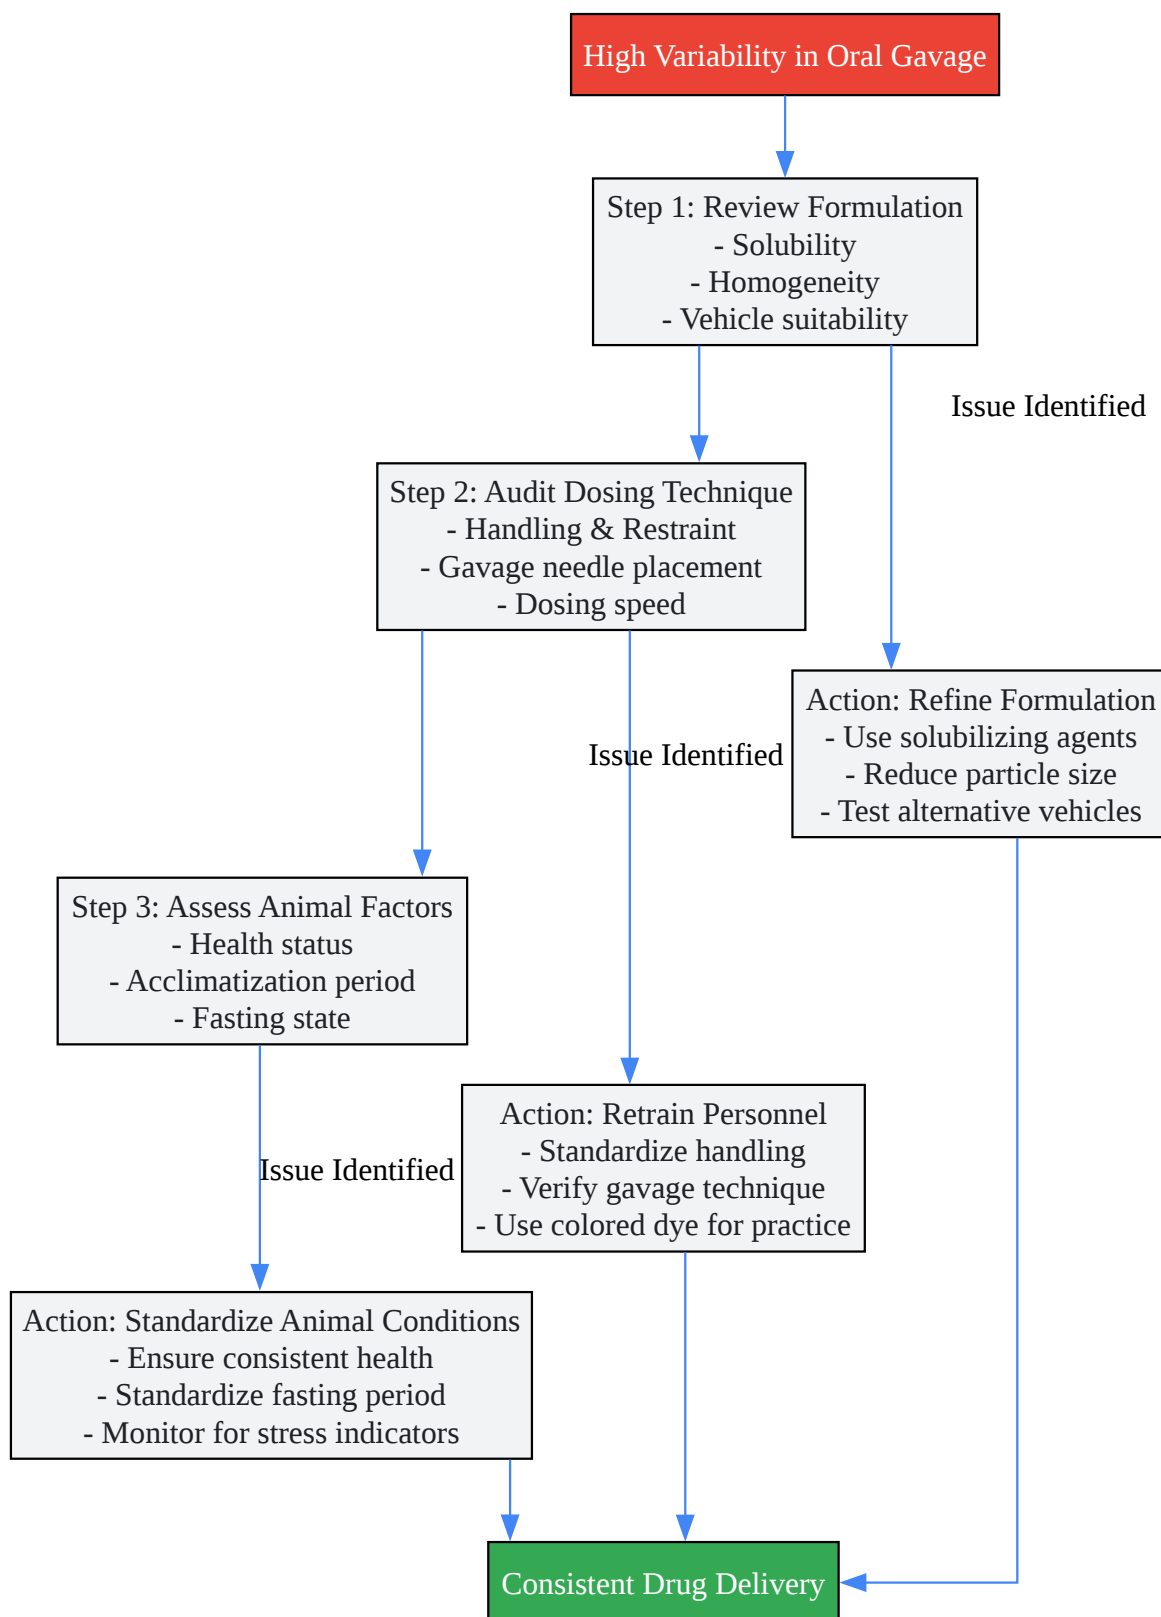 High Variability in Oral Gavage
Step 1: Review Formulation
- Solubility
- Homogeneity
- Vehicle suitability
Issue Identified
Step 2: Audit Dosing Technique
- Handling & Restraint
- Gavage needle placement
- Dosing speed
Action: Refine Formulation
- Use solubilizing agents
- Reduce particle size
- Test alternative vehicles
Issue Identified
Step 3: Assess Animal Factors
- Health status
- Acclimatization period
- Fasting state
Action: Retrain Personnel
- Standardize handling
- Verify gavage technique
- Use colored dye for practice
Issue Identified
Action: Standardize Animal Conditions
- Ensure consistent health
- Standardize fasting period
- Monitor for stress indicators
Consistent Drug Delivery